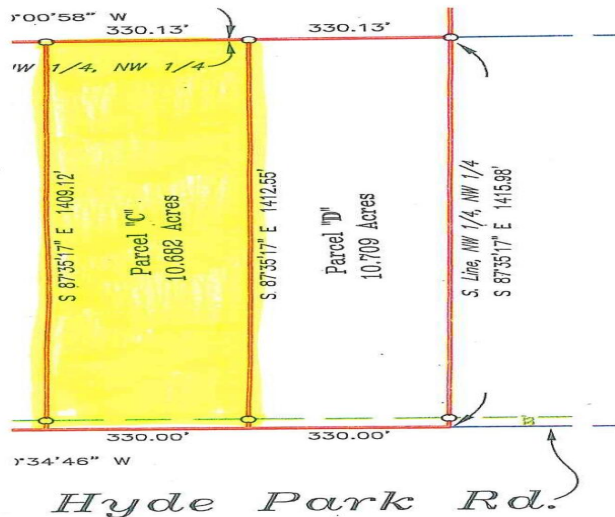 °00'58" W
330.13'
330.13'
1/4, NW 1/4
S 87°35'17" E 1409.12'
Parcel "C"
10.682 Acres
S 87°35'17" E 1412.55'
Parcel "D"
10.709 Acres
S. Line, NW 1/4, NW 1/4
S 87°35'17" E 1415.98'
33'
330.00'
330.00'
°34'46" W
Hyde Park Rd.